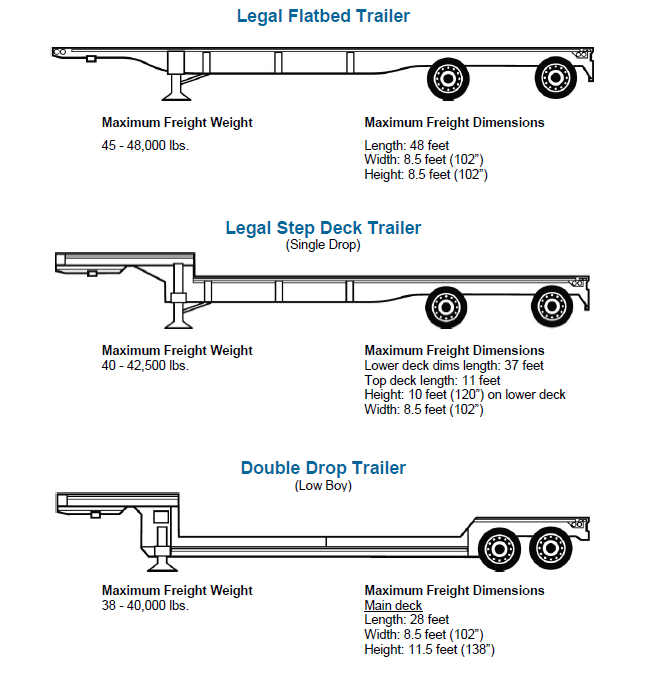 Legal Flatbed Trailer
Maximum Freight Weight
45 - 48,000 lbs.
Maximum Freight Dimensions
Length: 48 feet
Width: 8.5 feet (102”)
Height: 8.5 feet (102”)
Legal Step Deck Trailer
(Single Drop)
Maximum Freight Weight
40 - 42,500 lbs.
Maximum Freight Dimensions
Lower deck dims length: 37 feet
Top deck length: 11 feet
Height: 10 feet (120”) on lower deck
Width: 8.5 feet (102”)
Double Drop Trailer
(Low Boy)
Maximum Freight Weight
38 - 40,000 lbs.
Maximum Freight Dimensions
Main deck
Length: 28 feet
Width: 8.5 feet (102”)
Height: 11.5 feet (138”)